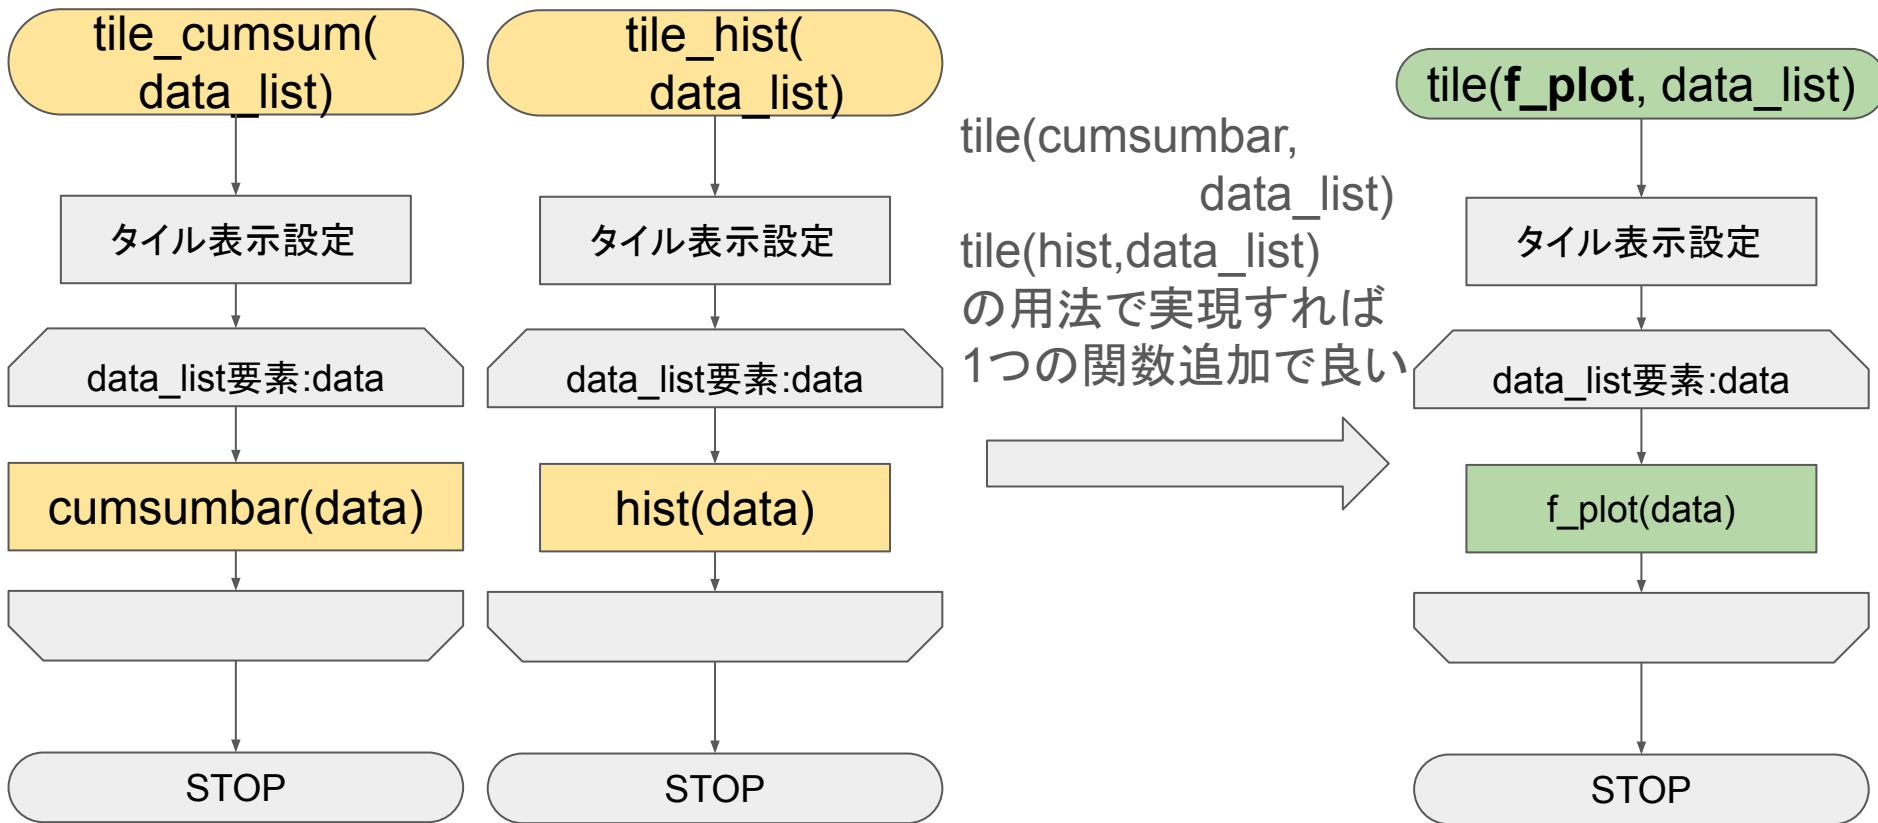 tile_cumsum(
data_list)
タイル表示設定
data_list要素:data
cumsumbar(data)
STOP
tile_hist(
data_list)
タイル表示設定
data_list要素:data
hist(data)
STOP
tile(cumsumbar,
data_list)
tile(hist,data_list)
の用法で実現すれば
1つの関数追加で良い
tile(f_plot, data_list)
タイル表示設定
data_list要素:data
f_plot(data)
STOP